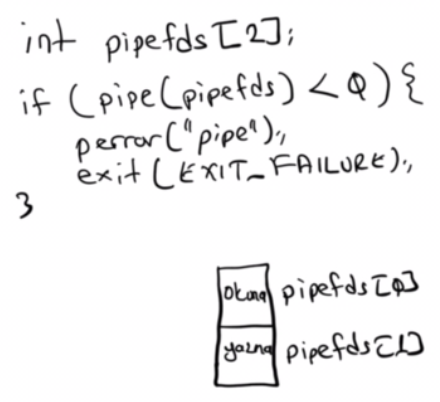 int pipefds[2];
if (pipe(pipefds) < 0) {
perror("pipe");
exit(EXIT_FAILURE);
}
okuma pipefds[0]
yazma pipefds[1]